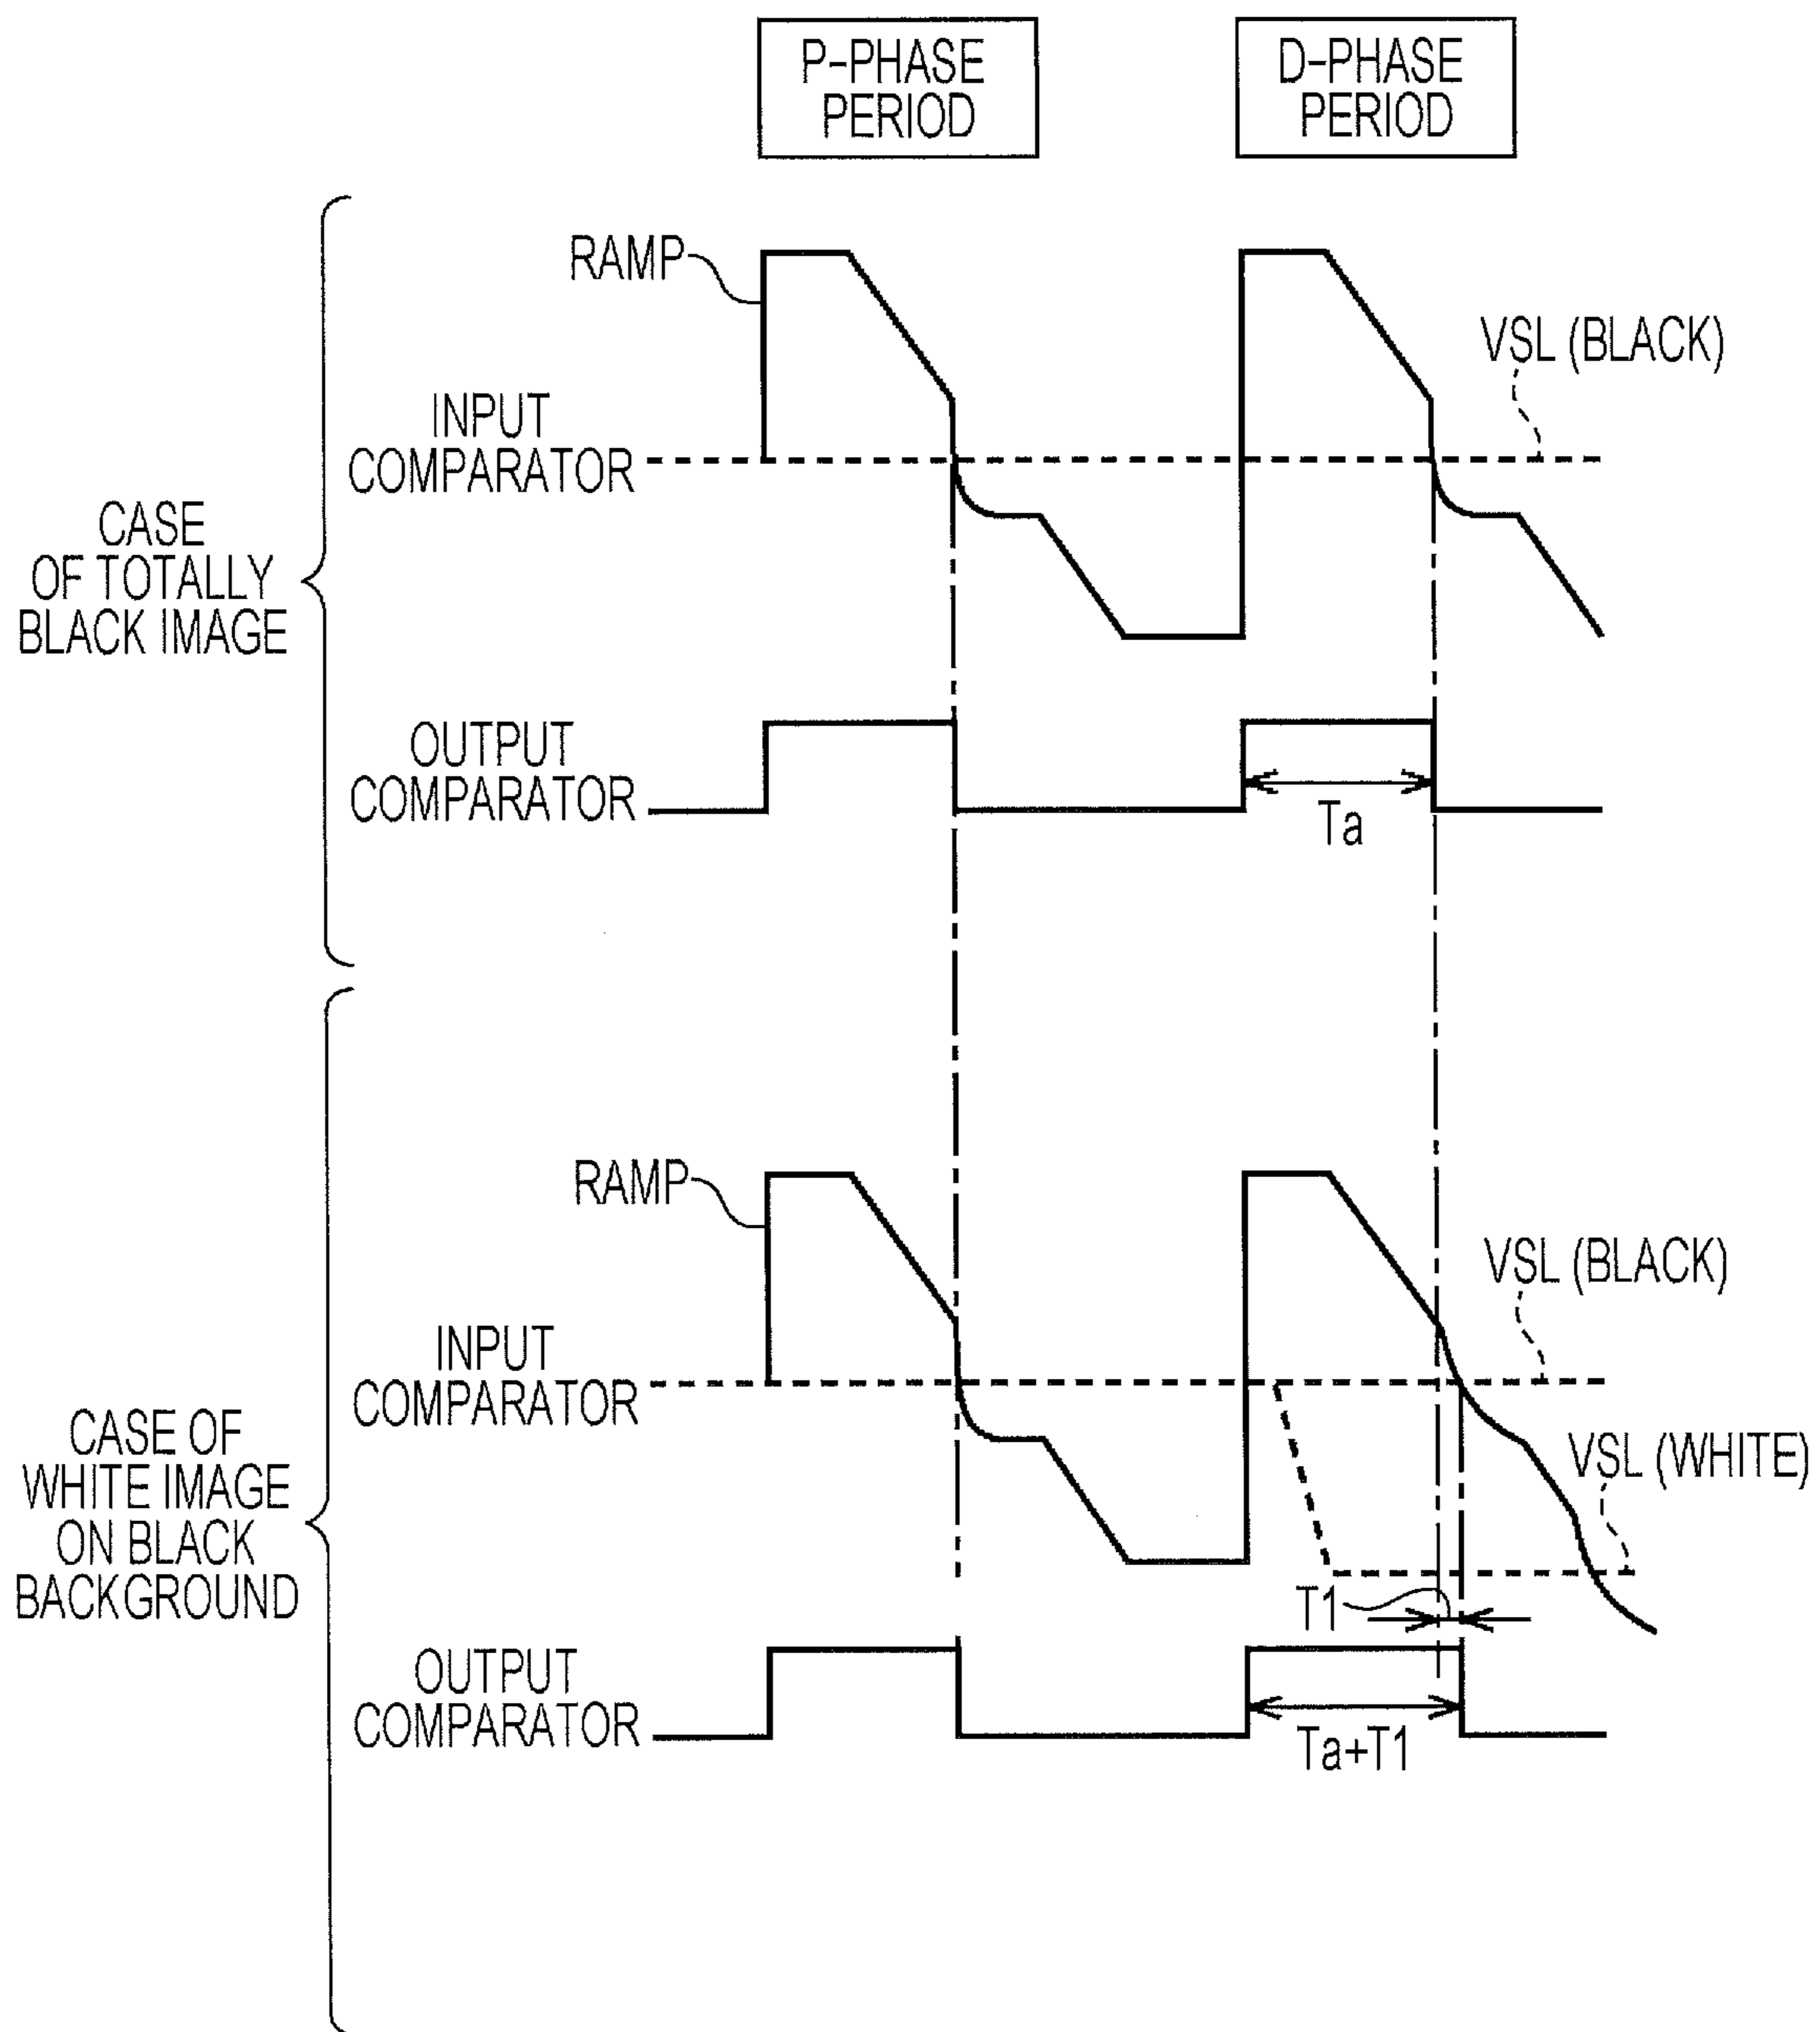 P-PHASE
PERIOD
D-PHASE
PERIOD
RAMP
VSL (BLACK)
INPUT
COMPARATOR
CASE
OF TOTALLY
BLACK IMAGE
OUTPUT
COMPARATOR
Ta
RAMP
VSL (BLACK)
INPUT
COMPARATOR
VSL (WHITE)
CASE OF
WHITE IMAGE
ON BLACK
BACKGROUND
T1
OUTPUT
COMPARATOR
Ta+T1